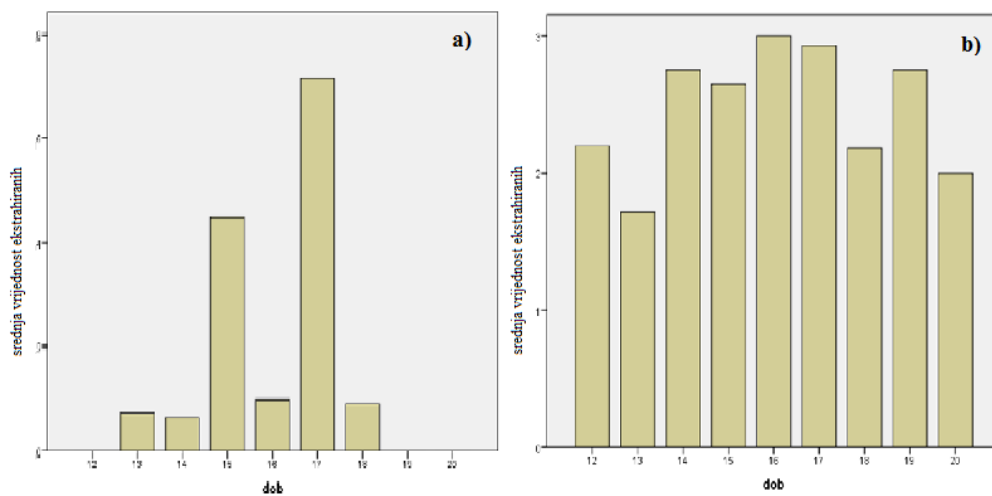 a)
srednja vrijednost ekstrahiranih
12 13 14 15 16 17 18 19 20
dob
b)
srednja vrijednost ekstrahiranih
3
2
1
0
12 13 14 15 16 17 18 19 20
dob